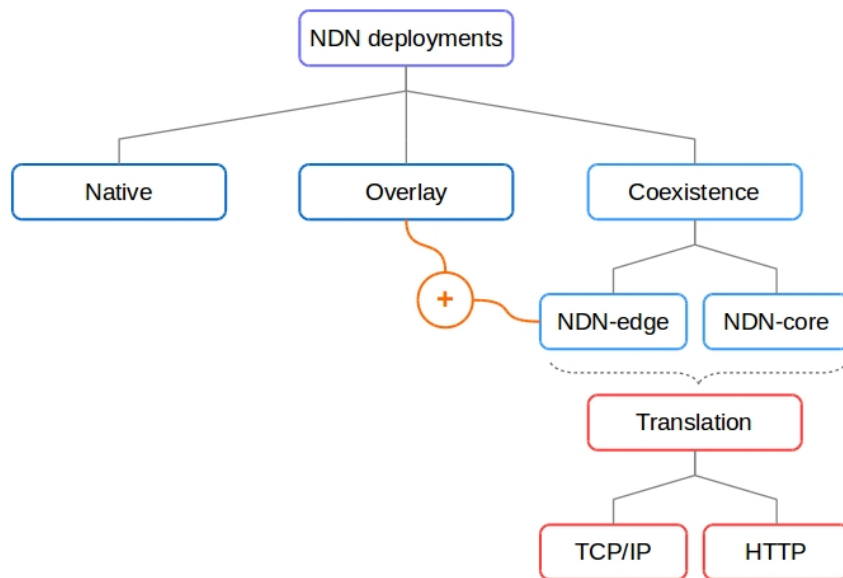 NDN deployments
Native
Overlay
Coexistence
+
NDN-edge
NDN-core
Translation
TCP/IP
HTTP